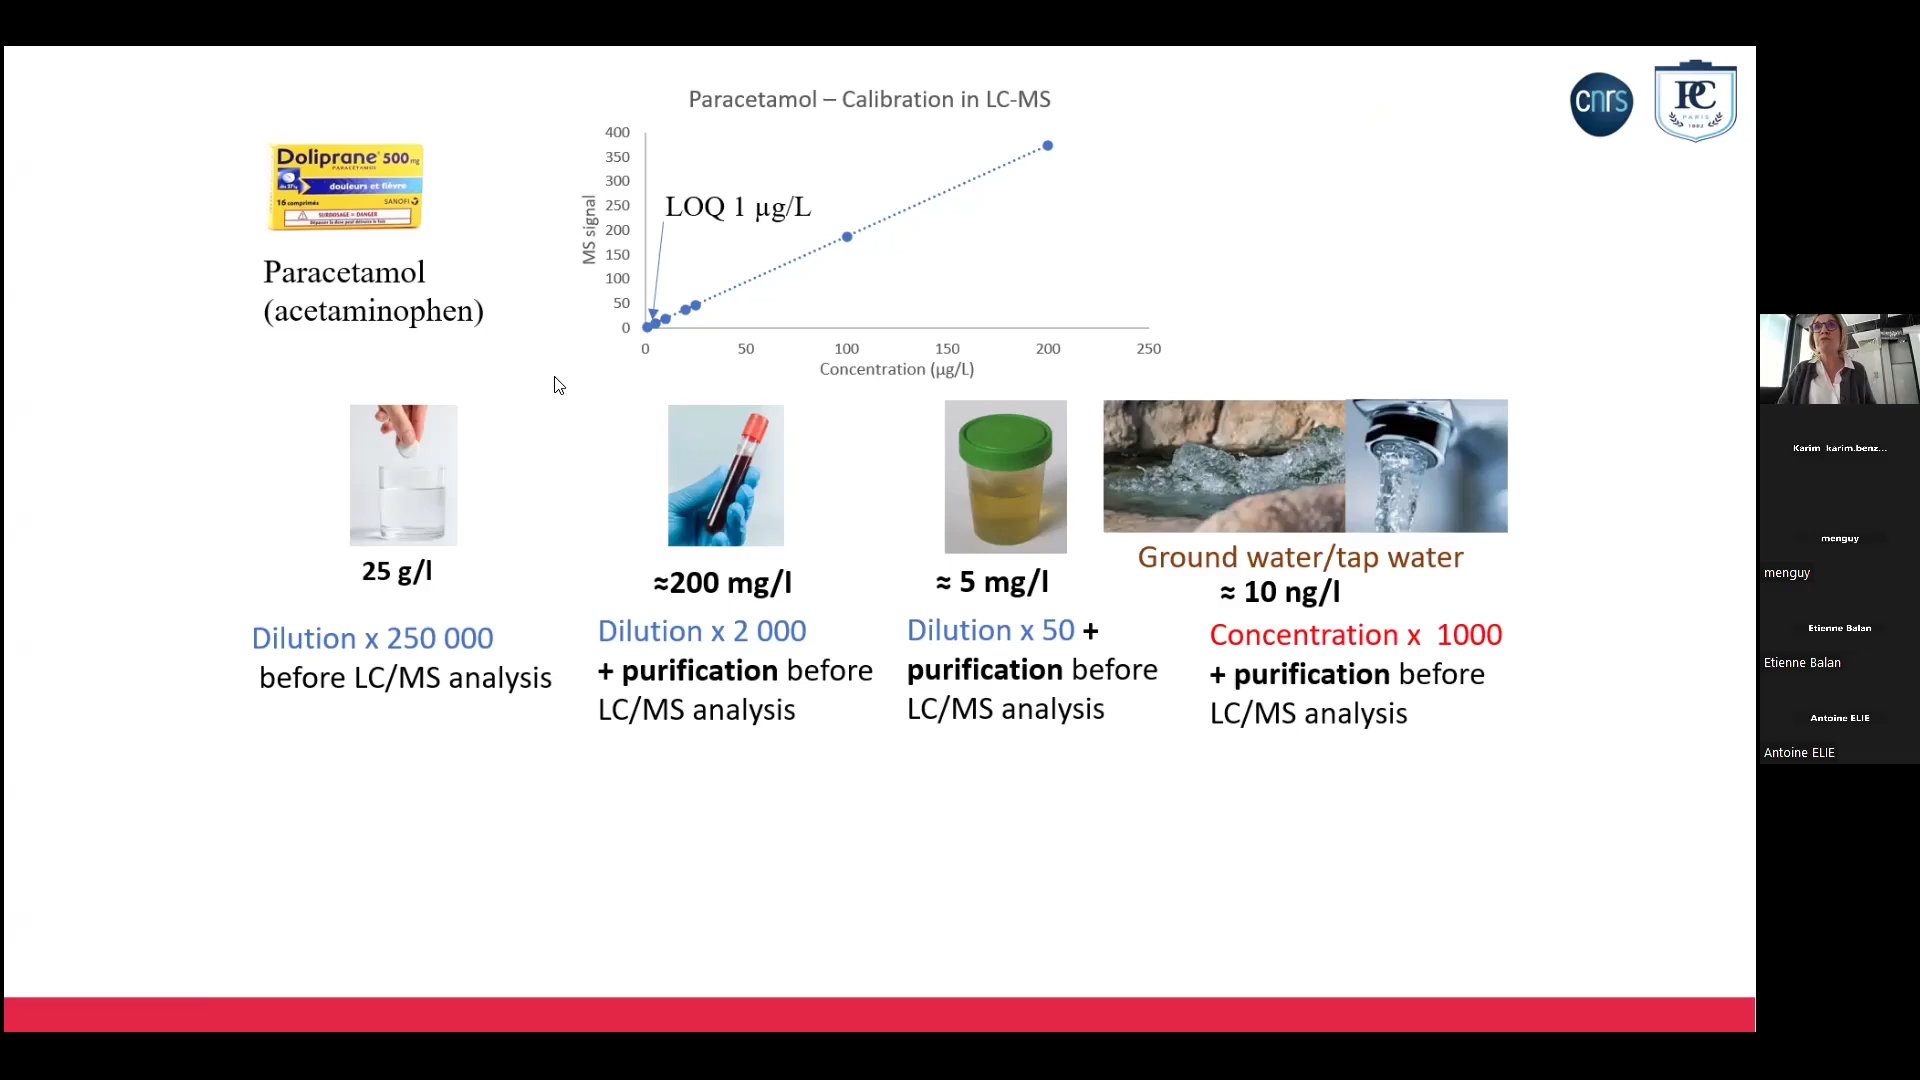 Paracetamol – Calibration in LC-MS
cnrs
PC
PARIS
1882
Doliprane 500 mg
PARACÉTAMOL
douleurs et fièvre
16 comprimés
SANOFI
SURDOSAGE = DANGER
Paracetamol
(acetaminophen)
400
350
300
250
200
150
100
50
0
MS signal
LOQ 1 µg/L
0
50
100
150
200
250
Concentration (µg/L)
25 g/l
Dilution x 250 000
before LC/MS analysis
≈200 mg/l
Dilution x 2 000
+ purification before
LC/MS analysis
≈ 5 mg/l
Dilution x 50 +
purification before
LC/MS analysis
Ground water/tap water
≈ 10 ng/l
Concentration x 1000
+ purification before
LC/MS analysis
Karim karim.benz...
menguy
menguy
Etienne Balan
Etienne Balan
Antoine ELIE
Antoine ELIE